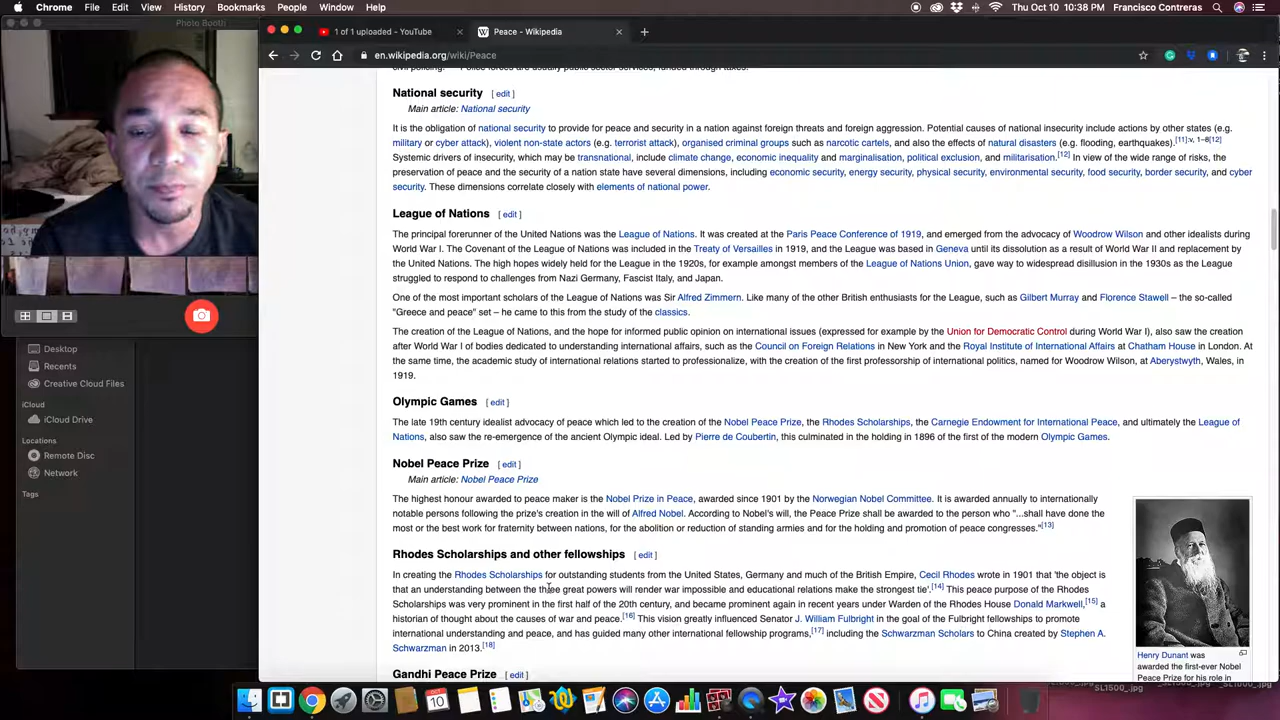 Chrome File Edit View History Bookmarks People Window Help
Thu Oct 10 10:38 PM Francisco Contreras
Photo Booth
1 of 1 uploaded - YouTube
Peace - Wikipedia
en.wikipedia.org/wiki/Peace
National security [ edit ]
Main article: National security
It is the obligation of national security to provide for peace and security in a nation against foreign threats and foreign aggression. Potential causes of national insecurity include actions by other states (e.g.
military or cyber attack), violent non-state actors (e.g. terrorist attack), organised criminal groups such as narcotic cartels, and also the effects of natural disasters (e.g. flooding, earthquakes).[11]:v, 1–8[12]
Systemic drivers of insecurity, which may be transnational, include climate change, economic inequality and marginalisation, political exclusion, and militarisation.[12] In view of the wide range of risks, the
preservation of peace and the security of a nation state have several dimensions, including economic security, energy security, physical security, environmental security, food security, border security, and cyber
security. These dimensions correlate closely with elements of national power.
League of Nations [ edit ]
The principal forerunner of the United Nations was the League of Nations. It was created at the Paris Peace Conference of 1919, and emerged from the advocacy of Woodrow Wilson and other idealists during
World War I. The Covenant of the League of Nations was included in the Treaty of Versailles in 1919, and the League was based in Geneva until its dissolution as a result of World War II and replacement by
the United Nations. The high hopes widely held for the League in the 1920s, for example amongst members of the League of Nations Union, gave way to widespread disillusion in the 1930s as the League
struggled to respond to challenges from Nazi Germany, Fascist Italy, and Japan.
One of the most important scholars of the League of Nations was Sir Alfred Zimmern. Like many of the other British enthusiasts for the League, such as Gilbert Murray and Florence Stawell – the so-called
"Greece and peace" set – he came to this from the study of the classics.
The creation of the League of Nations, and the hope for informed public opinion on international issues (expressed for example by the Union for Democratic Control during World War I), also saw the creation
after World War I of bodies dedicated to understanding international affairs, such as the Council on Foreign Relations in New York and the Royal Institute of International Affairs at Chatham House in London. At
the same time, the academic study of international relations started to professionalize, with the creation of the first professorship of international politics, named for Woodrow Wilson, at Aberystwyth, Wales, in
1919.
Olympic Games [ edit ]
The late 19th century idealist advocacy of peace which led to the creation of the Nobel Peace Prize, the Rhodes Scholarships, the Carnegie Endowment for International Peace, and ultimately the League of
Nations, also saw the re-emergence of the ancient Olympic ideal. Led by Pierre de Coubertin, this culminated in the holding in 1896 of the first of the modern Olympic Games.
Nobel Peace Prize [ edit ]
Main article: Nobel Peace Prize
The highest honour awarded to peace maker is the Nobel Prize in Peace, awarded since 1901 by the Norwegian Nobel Committee. It is awarded annually to internationally
notable persons following the prize's creation in the will of Alfred Nobel. According to Nobel's will, the Peace Prize shall be awarded to the person who "...shall have done the
most or the best work for fraternity between nations, for the abolition or reduction of standing armies and for the holding and promotion of peace congresses."[13]
Rhodes Scholarships and other fellowships [ edit ]
In creating the Rhodes Scholarships for outstanding students from the United States, Germany and much of the British Empire, Cecil Rhodes wrote in 1901 that 'the object is
that an understanding between the three great powers will render war impossible and educational relations make the strongest tie'.[14] This peace purpose of the Rhodes
Scholarships was very prominent in the first half of the 20th century, and became prominent again in recent years under Warden of the Rhodes House Donald Markwell,[15] a
historian of thought about the causes of war and peace.[16] This vision greatly influenced Senator J. William Fulbright in the goal of the Fulbright fellowships to promote
international understanding and peace, and has guided many other international fellowship programs,[17] including the Schwarzman Scholars to China created by Stephen A.
Schwarzman in 2013.[18]
Gandhi Peace Prize [ edit ]
Henry Dunant was
awarded the first-ever Nobel
Peace Prize for his role in
Desktop
Recents
Creative Cloud Files
iCloud
iCloud Drive
Locations
Remote Disc
Network
Tags
OCT
10